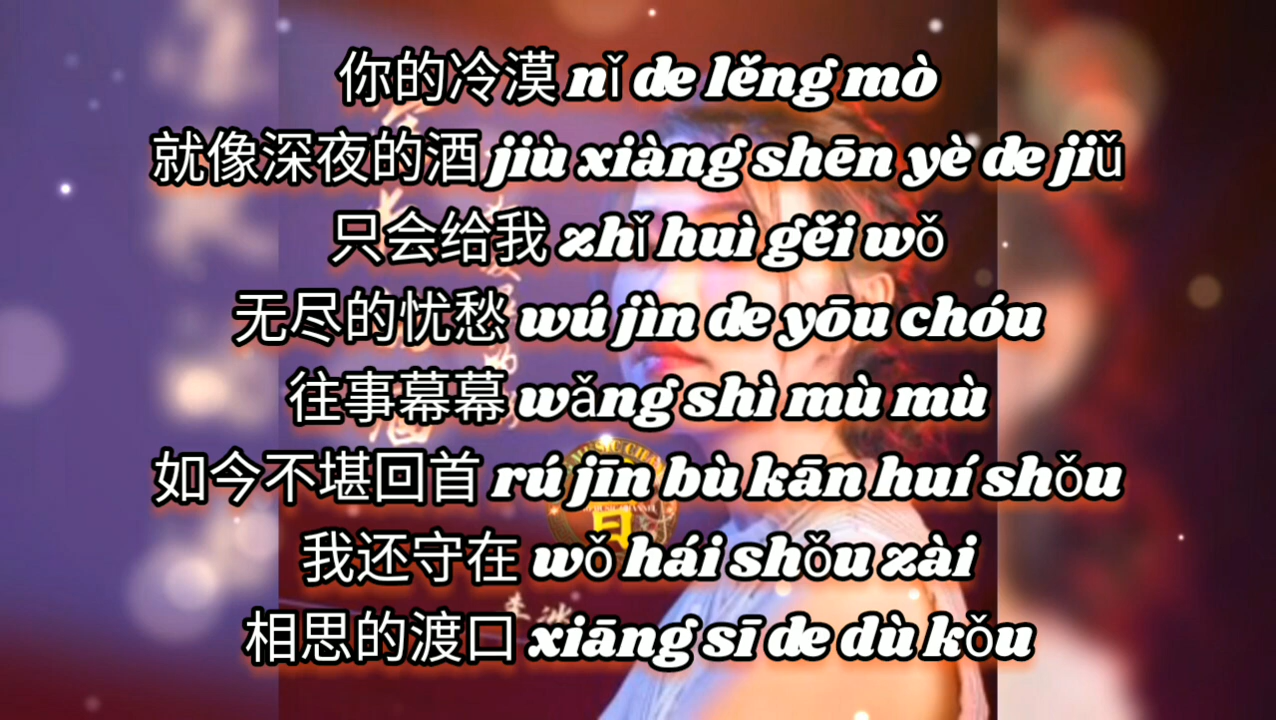 你的冷漠 nǐ de lěng mò
就像深夜的酒 jiù xiàng shēn yè de jiǔ
只会给我 zhǐ huì gěi wǒ
无尽的忧愁 wú jìn de yōu chóu
往事幕幕 wǎng shì mù mù
如今不堪回首 rú jīn bù kān huí shǒu
我还守在 wǒ hái shǒu zài
相思的渡口 xiāng sī de dù kǒu